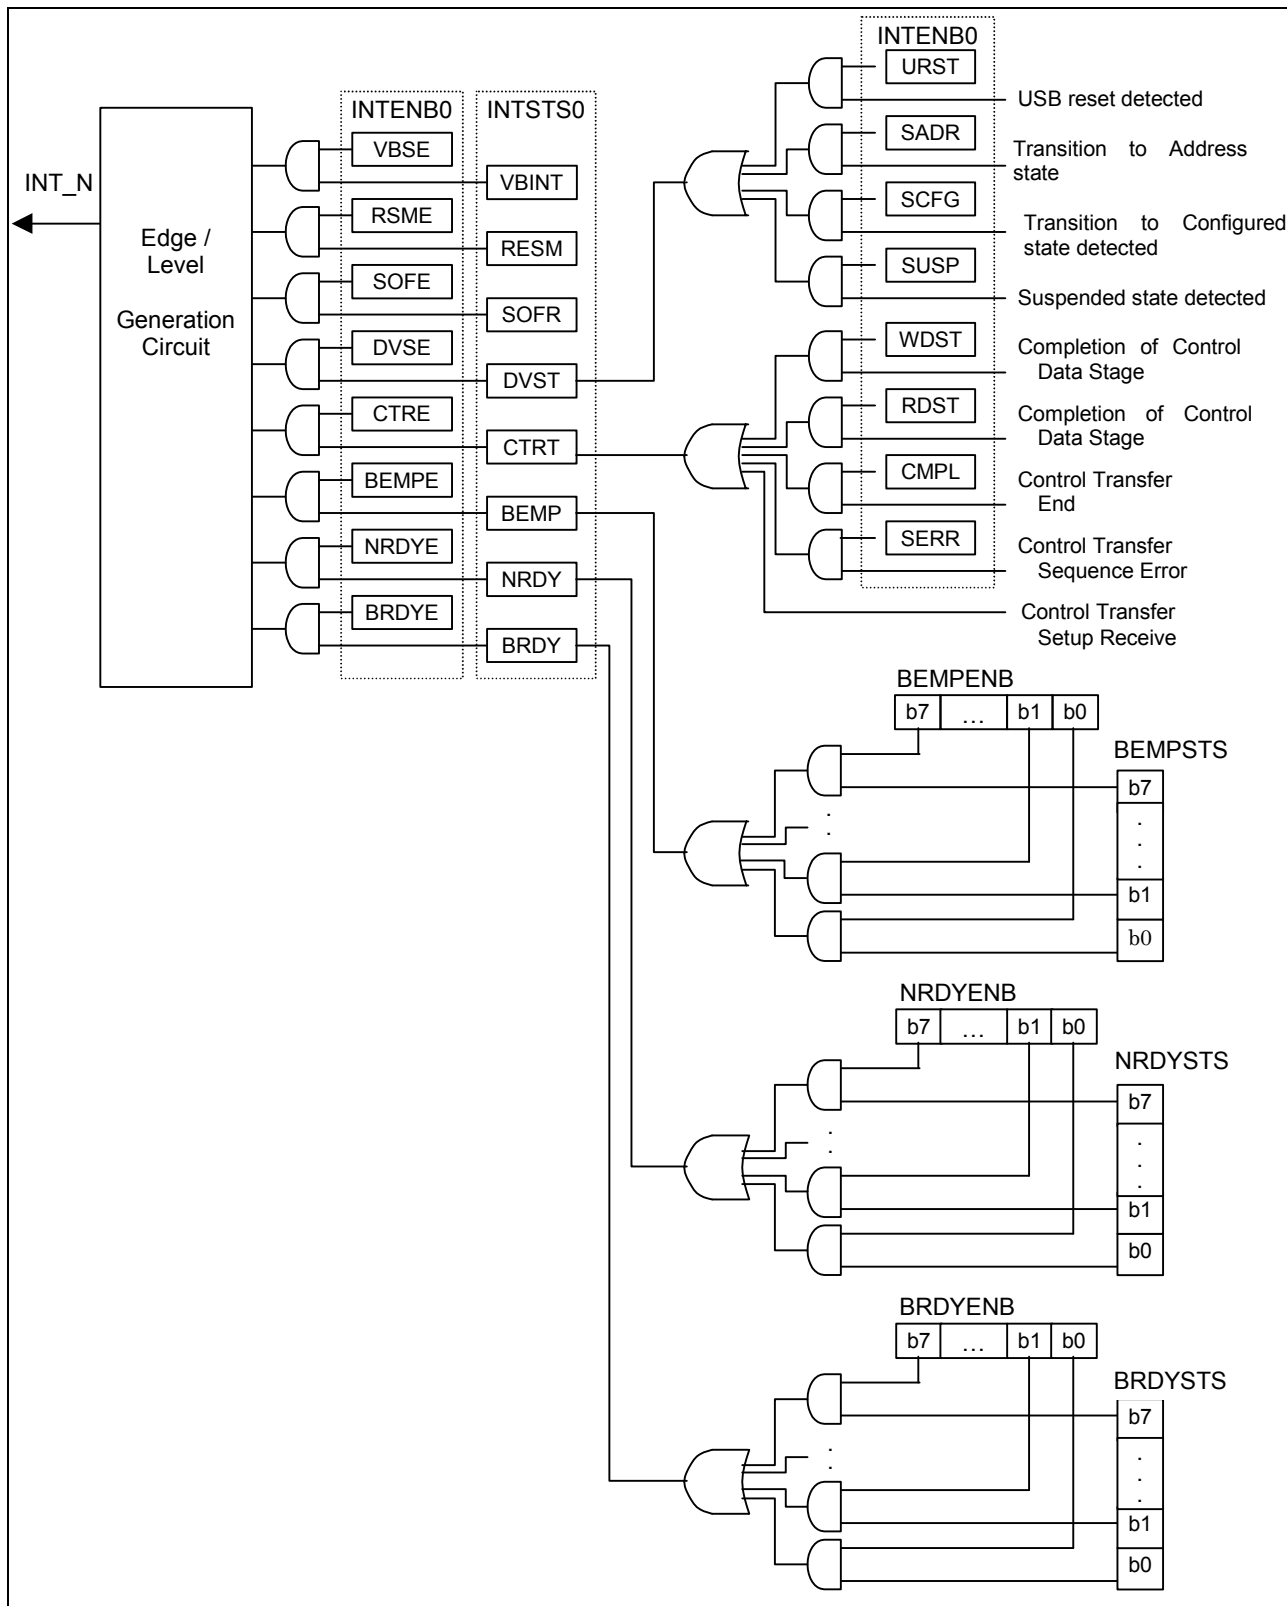 INT_N
Edge /
Level
Generation
Circuit
INTENB0
VBSE
RSME
SOFE
DVSE
CTRE
BEMPE
NRDYE
BRDYE
INTSTS0
VBINT
RESM
SOFR
DVST
CTRT
BEMP
NRDY
BRDY
INTENB0
URST
SADR
SCFG
SUSP
WDST
RDST
CMPL
SERR
USB reset detected
Transition to Address
state
Transition to Configured
state detected
Suspended state detected
Completion of Control
Data Stage
Completion of Control
Data Stage
Control Transfer
End
Control Transfer
Sequence Error
Control Transfer
Setup Receive
BEMPENB
b7 ... b1 b0
BEMPSTS
b7
.
.
.
b1
b0
NRDYENB
b7 ... b1 b0
NRDYSTS
b7
.
.
.
b1
b0
BRDYENB
b7 ... b1 b0
BRDYSTS
b7
.
.
.
b1
b0